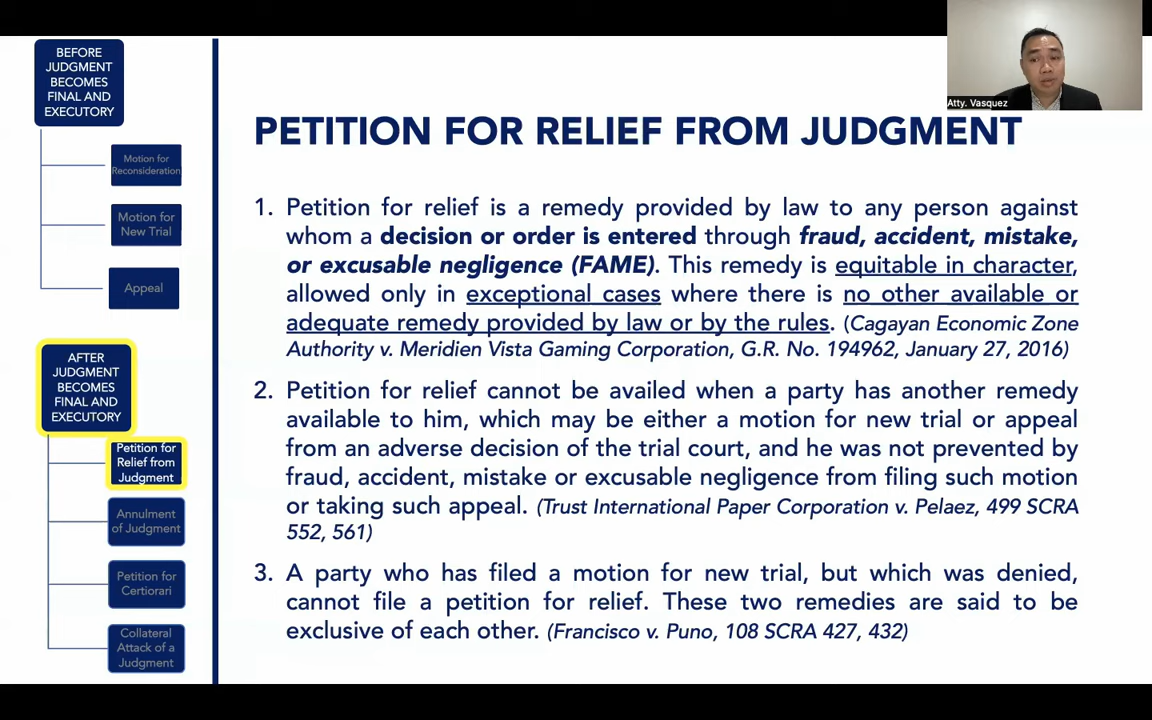 BEFORE
JUDGMENT
BECOMES
FINAL AND
EXECUTORY
Motion for
Reconsideration
Motion for
New Trial
Appeal
AFTER
JUDGMENT
BECOMES
FINAL AND
EXECUTORY
Petition for
Relief from
Judgment
Annulment
of Judgment
Petition for
Certiorari
Collateral
Attack of a
Judgment
Atty. Vasquez
PETITION FOR RELIEF FROM JUDGMENT
1. Petition for relief is a remedy provided by law to any person against
whom a decision or order is entered through fraud, accident, mistake,
or excusable negligence (FAME). This remedy is equitable in character,
allowed only in exceptional cases where there is no other available or
adequate remedy provided by law or by the rules. (Cagayan Economic Zone
Authority v. Meridien Vista Gaming Corporation, G.R. No. 194962, January 27, 2016)
2. Petition for relief cannot be availed when a party has another remedy
available to him, which may be either a motion for new trial or appeal
from an adverse decision of the trial court, and he was not prevented by
fraud, accident, mistake or excusable negligence from filing such motion
or taking such appeal. (Trust International Paper Corporation v. Pelaez, 499 SCRA
552, 561)
3. A party who has filed a motion for new trial, but which was denied,
cannot file a petition for relief. These two remedies are said to be
exclusive of each other. (Francisco v. Puno, 108 SCRA 427, 432)